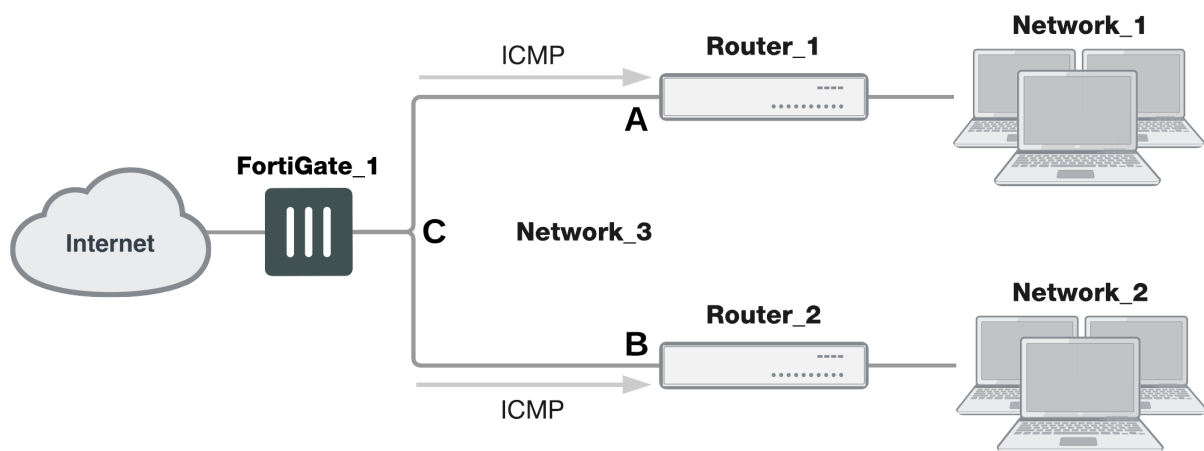 Network_1
Router_1
ICMP
A
FortiGate_1
Internet
C
Network_3
Network_2
Router_2
B
ICMP